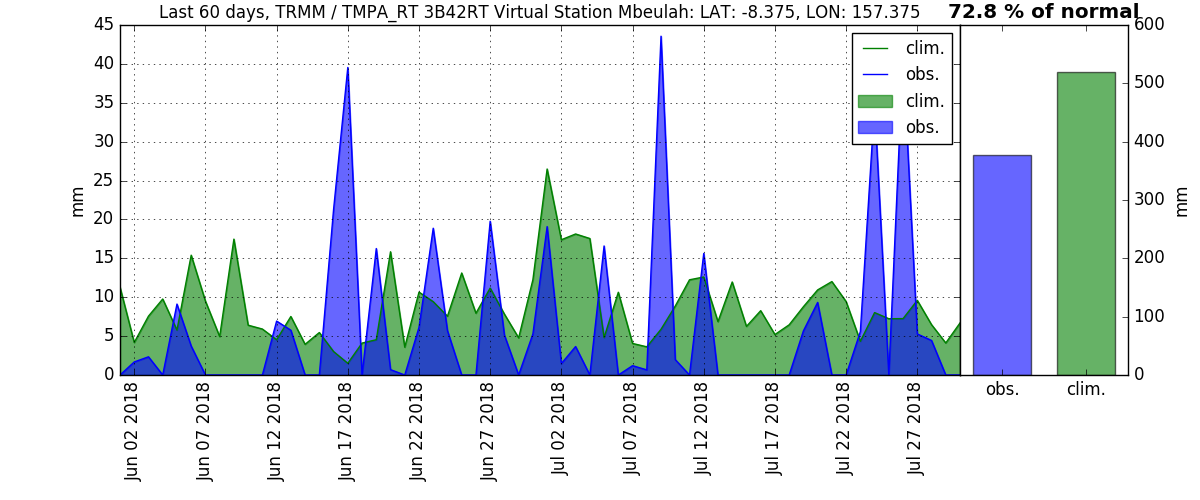 Last 60 days, TRMM / TMPA_RT 3B42RT Virtual Station Mbeulah: LAT: -8.375, LON: 157.375
72.8 % of normal
45
40
35
30
25
20
15
10
5
0
mm
clim.
obs.
clim.
obs.
600
500
400
300
200
100
0
mm
Jun 02 2018
Jun 07 2018
Jun 12 2018
Jun 17 2018
Jun 22 2018
Jun 27 2018
Jul 02 2018
Jul 07 2018
Jul 12 2018
Jul 17 2018
Jul 22 2018
Jul 27 2018
obs.
clim.